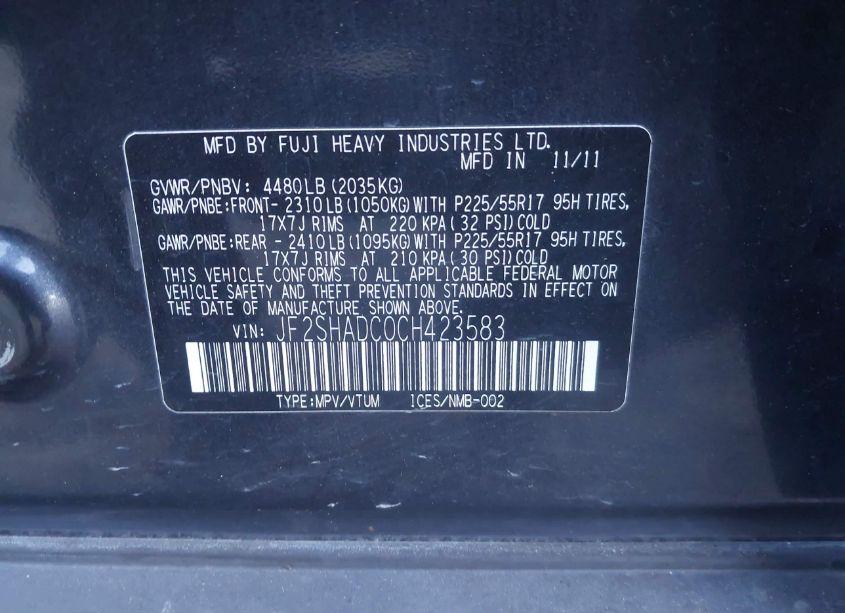 MFD BY FUJI HEAVY INDUSTRIES LTD.
MFD IN 11/11
GVWR/PNBV: 4480LB(2035KG)
GAWR/PNBE:FRONT- 2310LB(1050KG)WITH P225/55R17 95H TIRES,
17X7J RIMS AT 220 KPA(32 PSI)COLD
GAWR/PNBE:REAR - 2410LB(1095KG)WITH P225/55R17 95H TIRES,
17X7J RIMS AT 210 KPA(30 PSI)COLD
THIS VEHICLE CONFORMS TO ALL APPLICABLE FEDERAL MOTOR
VEHICLE SAFETY AND THEFT PREVENTION STANDARDS IN EFFECT ON
THE DATE OF MANUFACTURE SHOWN ABOVE.
VIN: JF2SHADC0CH423583
TYPE:MPV/VTUM ICES/NMB-002